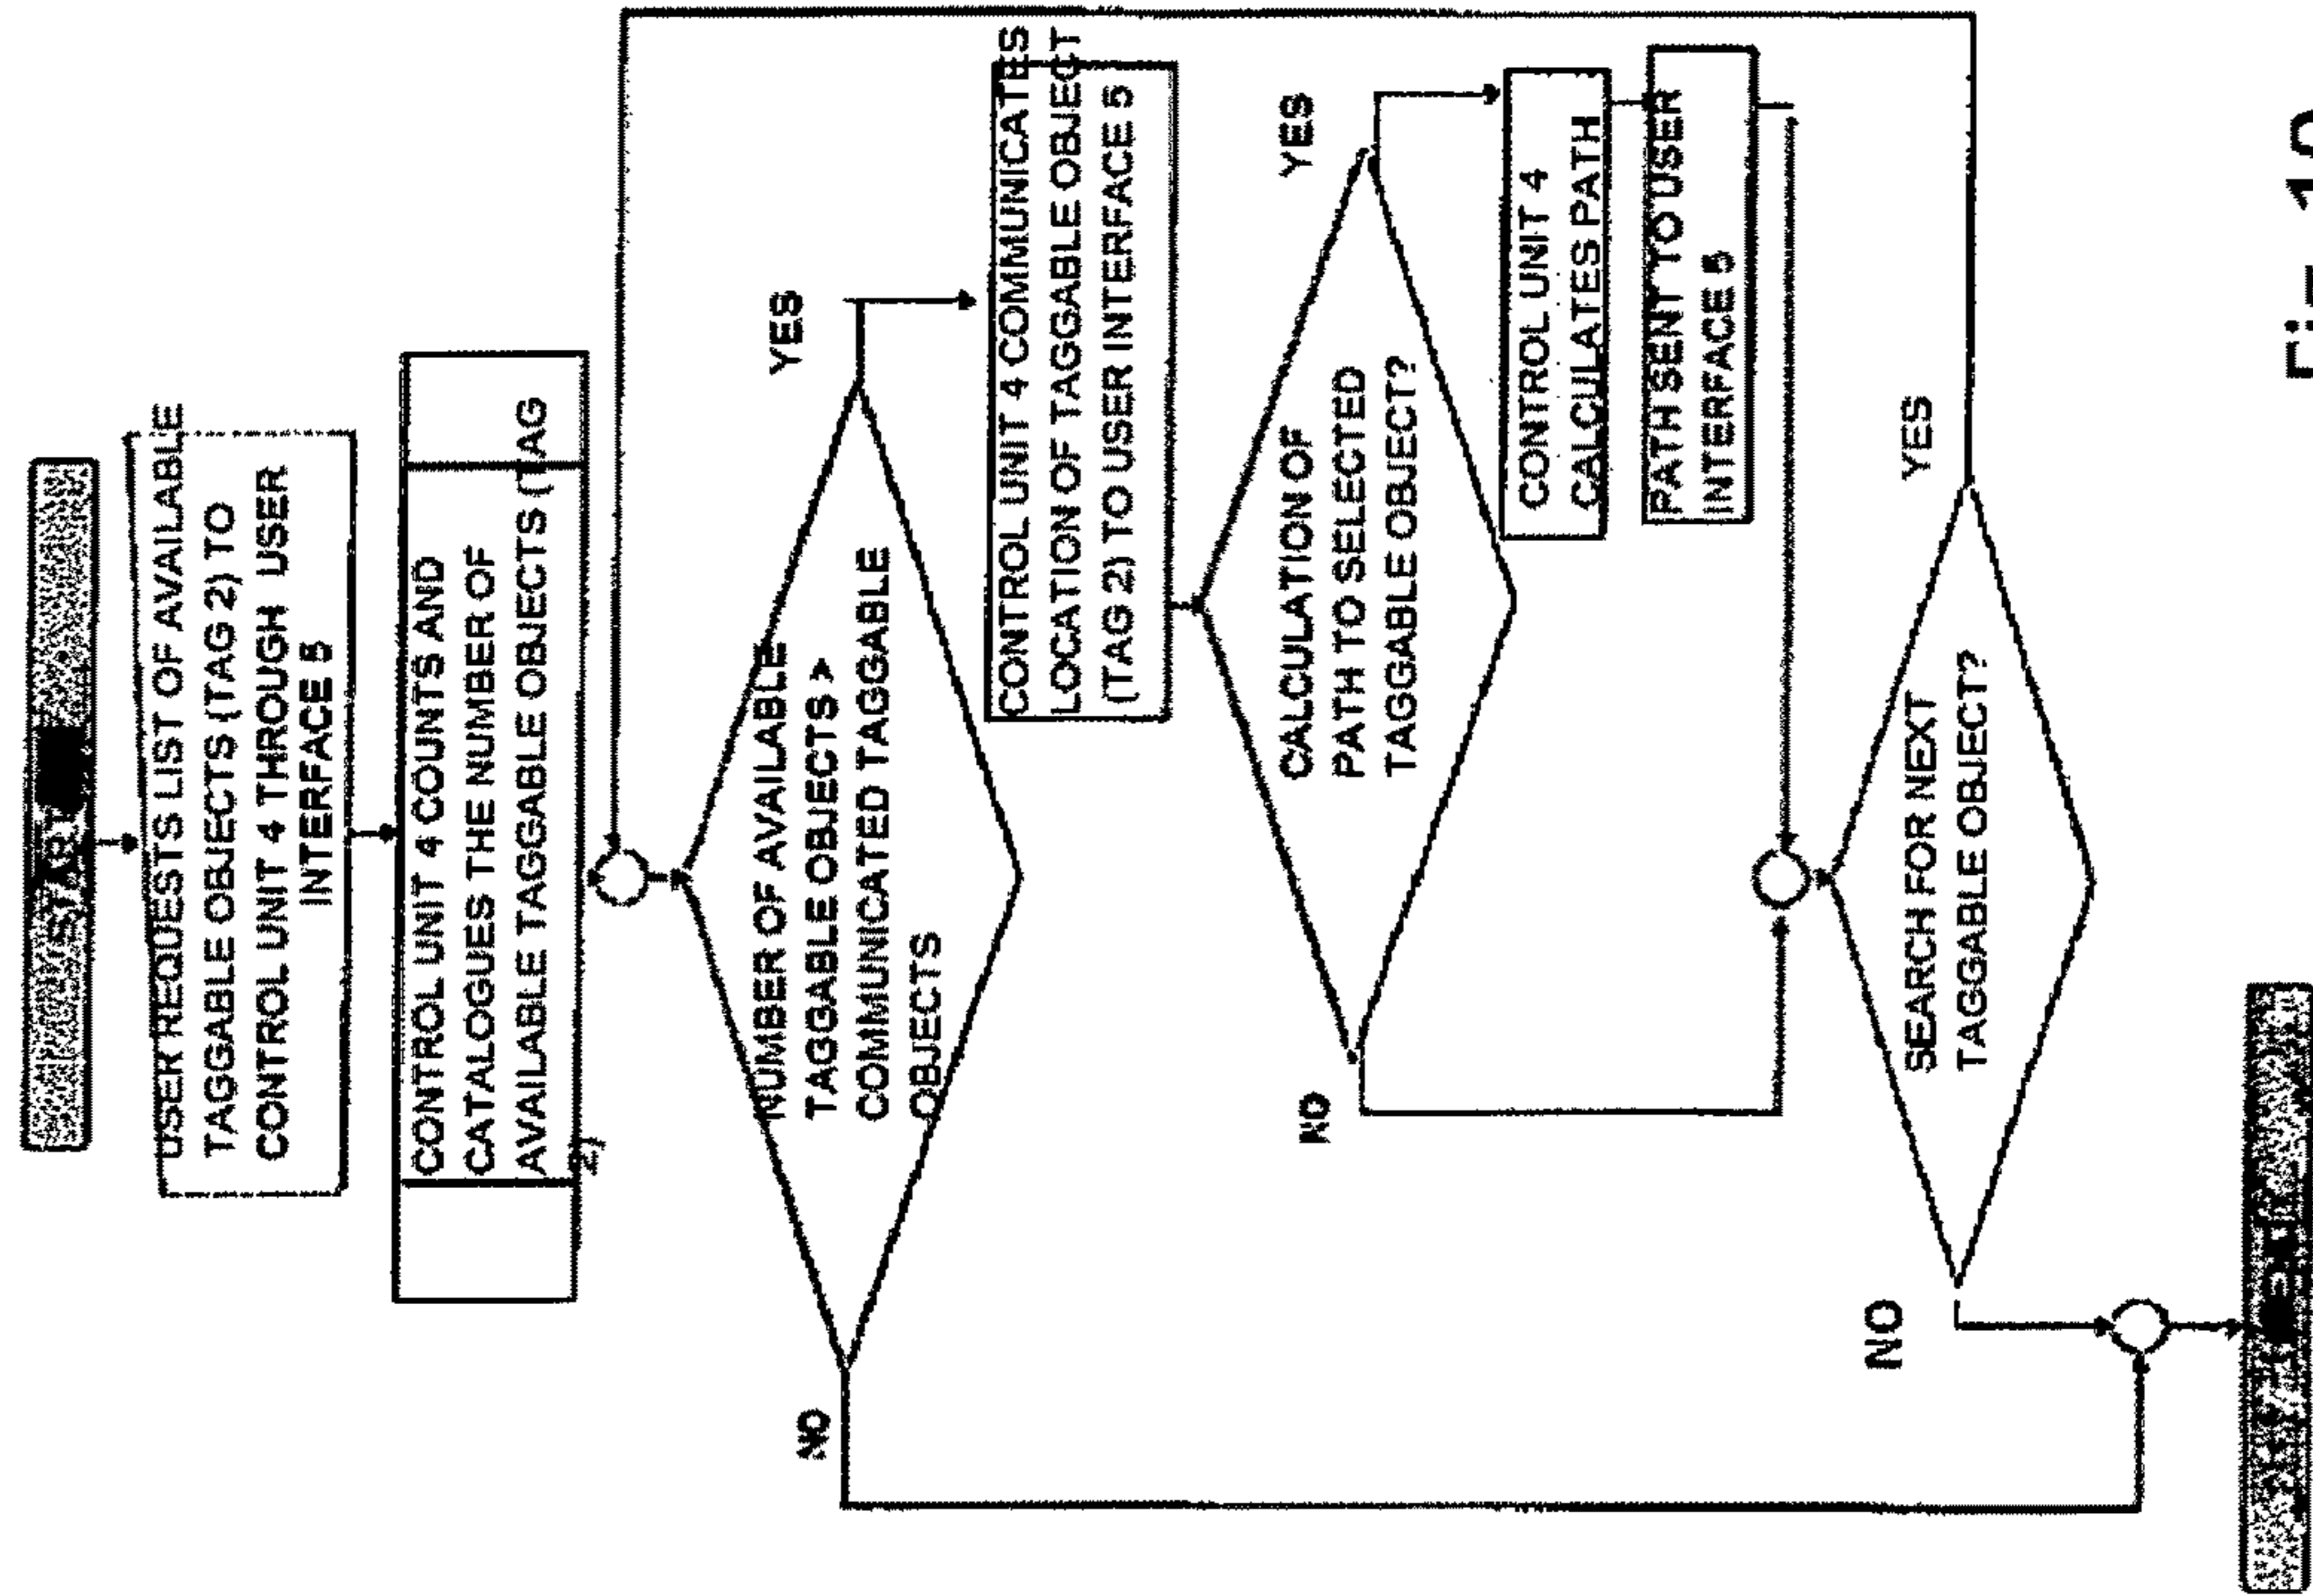 START
USER REQUESTS LIST OF AVAILABLE
TAGGABLE OBJECTS (TAG 2) TO
CONTROL UNIT 4 THROUGH USER
INTERFACE 5
CONTROL UNIT 4 COUNTS AND
CATALOGUES THE NUMBER OF
AVAILABLE TAGGABLE OBJECTS (TAG
2)
NUMBER OF AVAILABLE
TAGGABLE OBJECTS >
COMMUNICATED TAGGABLE
OBJECTS
YES
NO
CONTROL UNIT 4 COMMUNICATES
LOCATION OF TAGGABLE OBJECT
(TAG 2) TO USER INTERFACE 5
CALCULATION OF
PATH TO SELECTED
TAGGABLE OBJECT?
YES
NO
CONTROL UNIT 4
CALCULATES PATH
PATH SENT TO USER
INTERFACE 5
SEARCH FOR NEXT
TAGGABLE OBJECT?
YES
NO